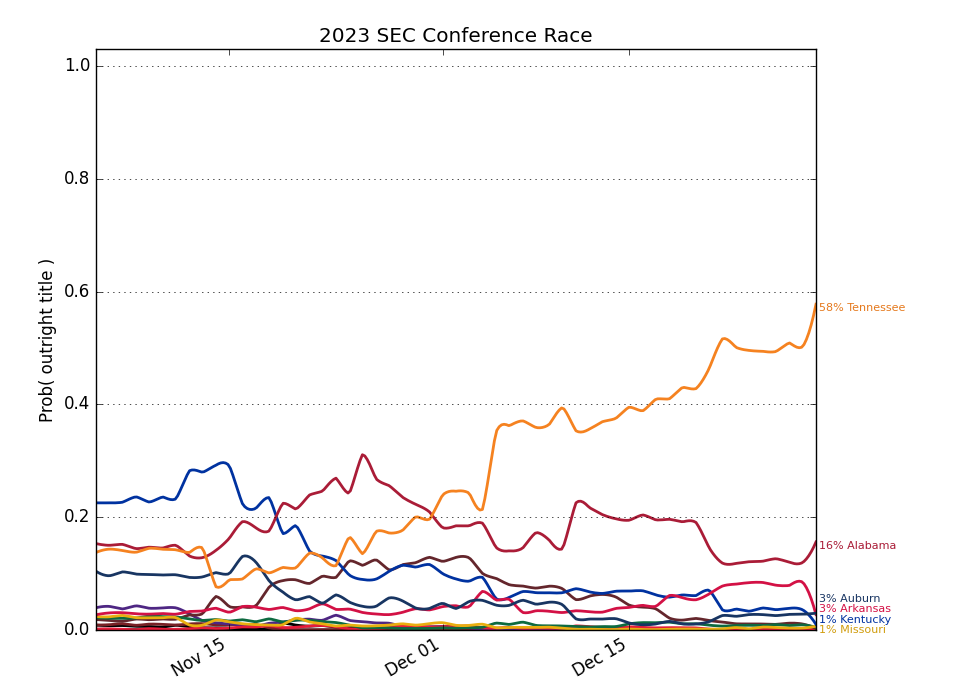 2023 SEC Conference Race
Prob( outright title )
1.0
0.8
0.6
0.4
0.2
0.0
Nov 15
Dec 01
Dec 15
58% Tennessee
16% Alabama
3% Auburn
3% Arkansas
1% Kentucky
1% Missouri